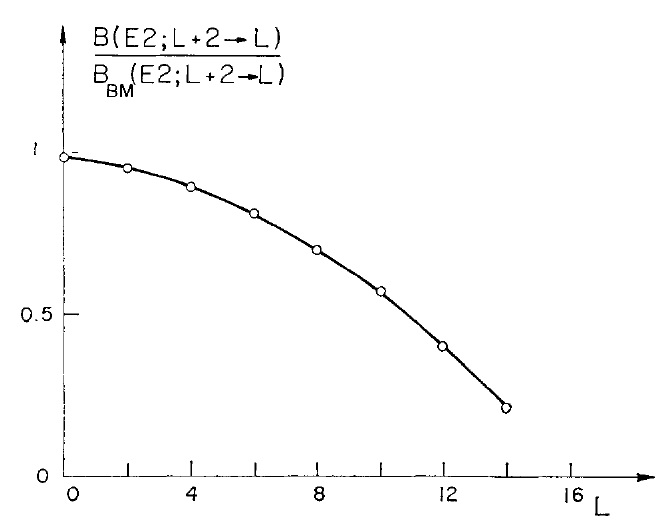 B(E2;L+2→L)
B_BM(E2;L+2→L)
1
0.5
0
0 4 8 12 16 L